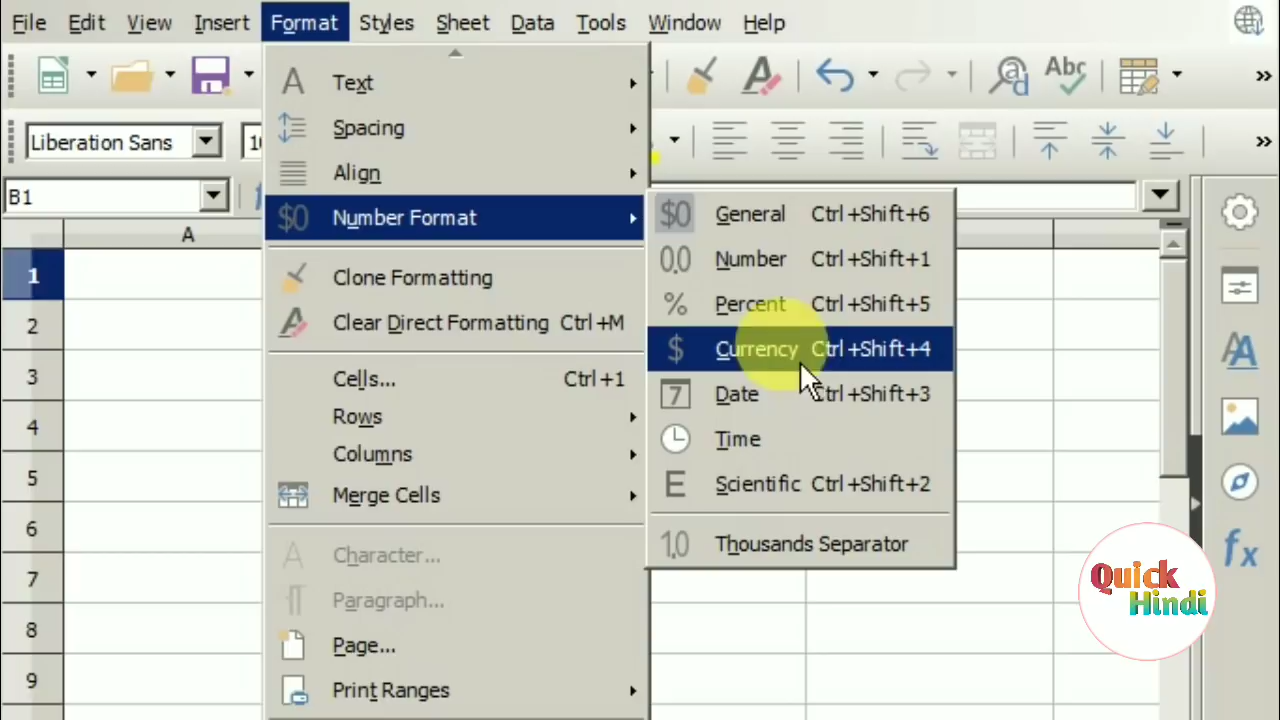 File Edit View Insert Format Styles Sheet Data Tools Window Help
Abc
Liberation Sans
B1
A
1
2
3
4
5
6
7
8
9
Text
Spacing
Align
$0 Number Format
Clone Formatting
Clear Direct Formatting Ctrl+M
Cells... Ctrl+1
Rows
Columns
Merge Cells
Character...
Paragraph...
Page...
Print Ranges
$0 General Ctrl+Shift+6
0.0 Number Ctrl+Shift+1
% Percent Ctrl+Shift+5
$ Currency Ctrl+Shift+4
7 Date Ctrl+Shift+3
Time
E Scientific Ctrl+Shift+2
1,0 Thousands Separator
fx
Quick
Hindi